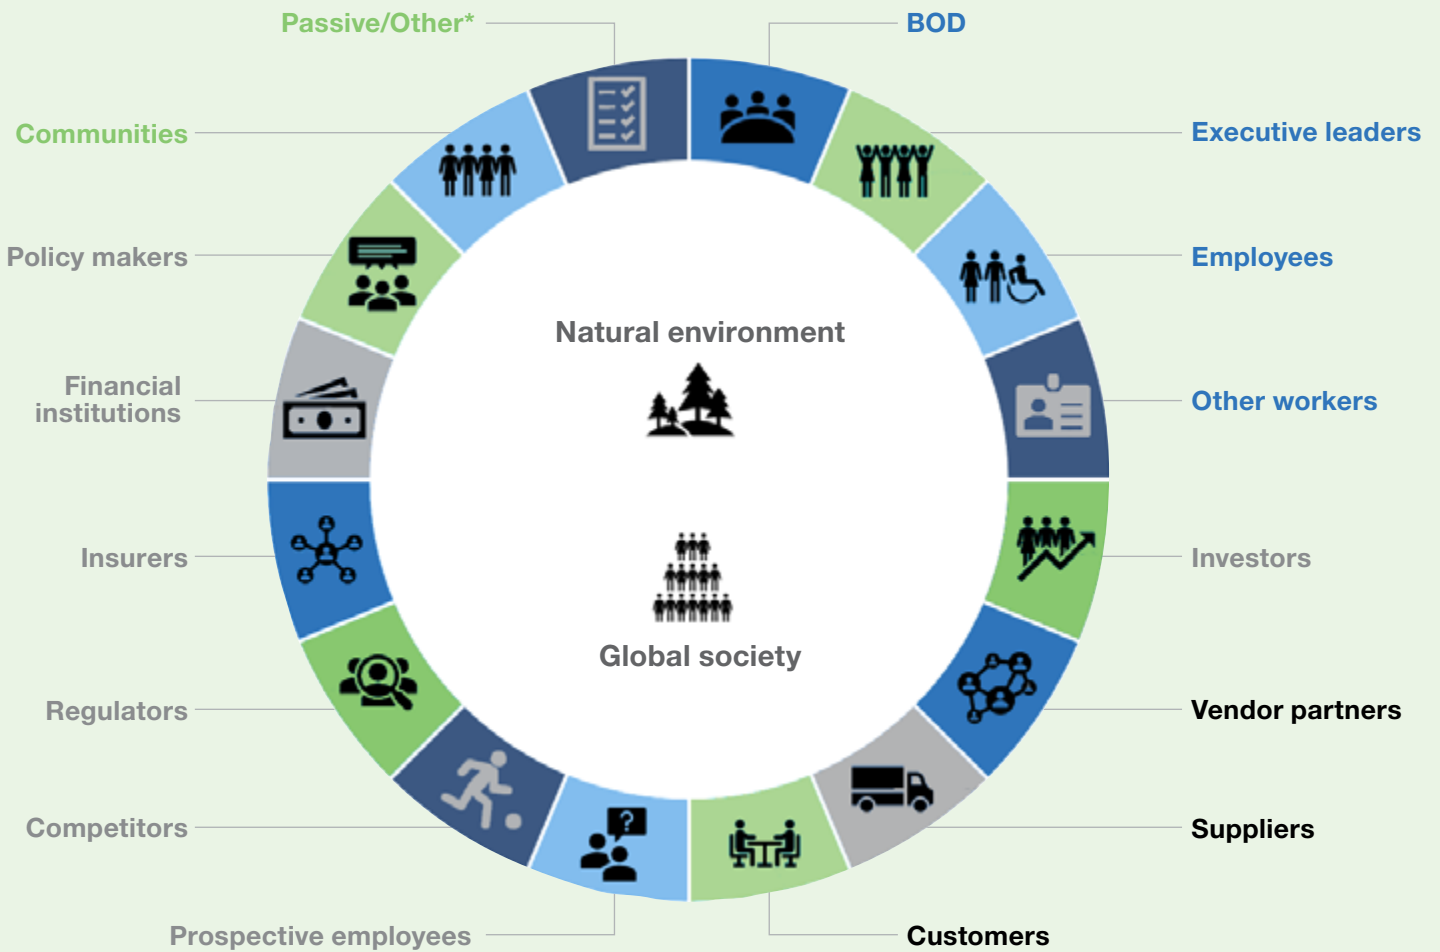 Passive/Other*
BOD
Communities
Executive leaders
Policy makers
Employees
Natural environment
Financial
institutions
Other workers
Insurers
Investors
Global society
Regulators
Vendor partners
?
Competitors
Suppliers
Prospective employees
Customers